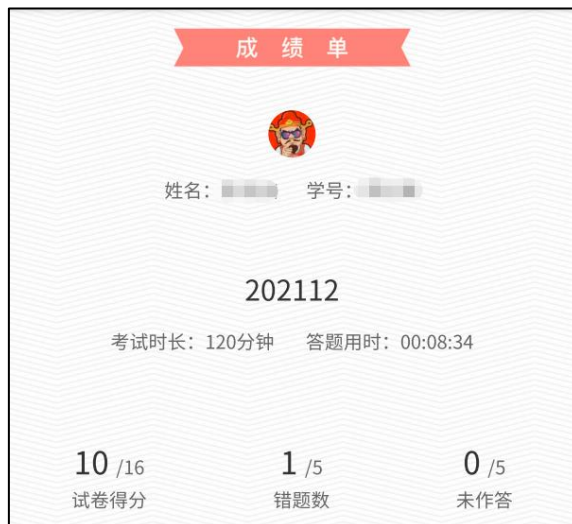 成绩单
姓名： 学号：
202112
考试时长：120分钟 答题用时：00:08:34
10 /16 1 /5 0 /5
试卷得分 错题数 未作答